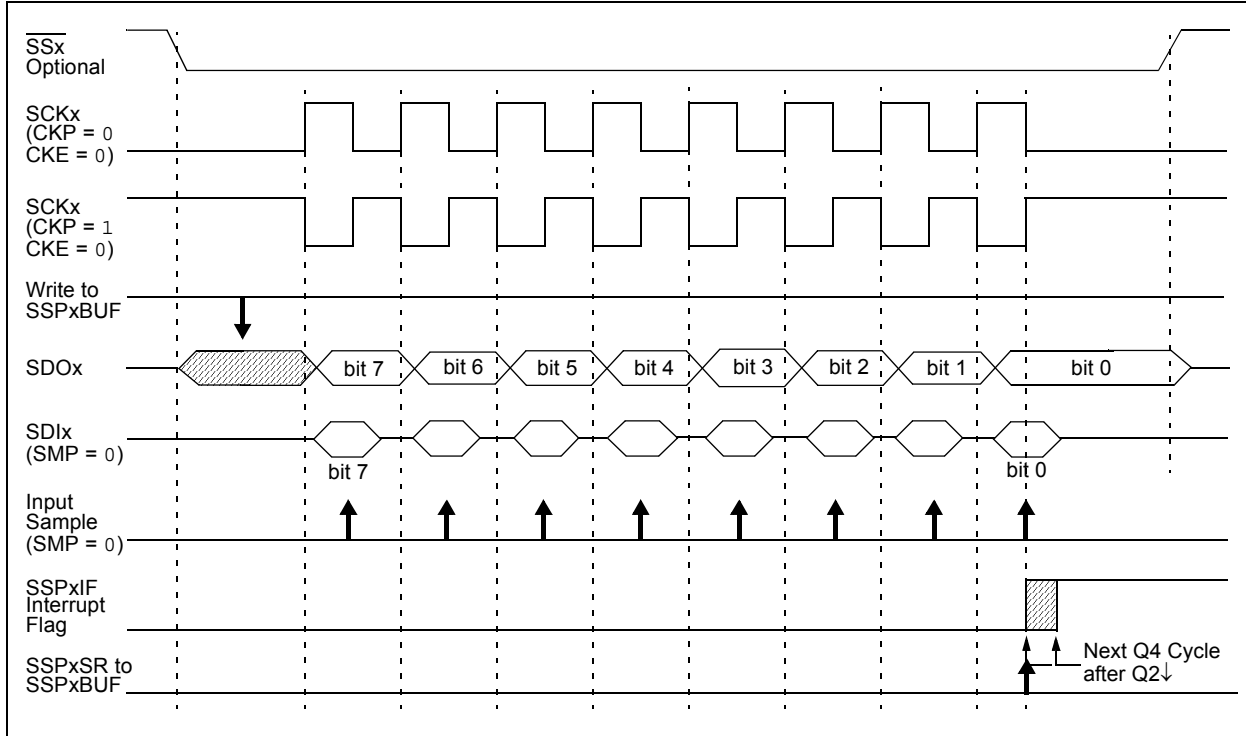 SSx
Optional
SCKx
(CKP = 0
CKE = 0)
SCKx
(CKP = 1
CKE = 0)
Write to
SSPxBUF
SDOx
bit 7 bit 6 bit 5 bit 4 bit 3 bit 2 bit 1 bit 0
SDIx
(SMP = 0)
bit 7 bit 0
Input
Sample
(SMP = 0)
SSPxIF
Interrupt
Flag
SSPxSR to
SSPxBUF
Next Q4 Cycle
after Q2↓